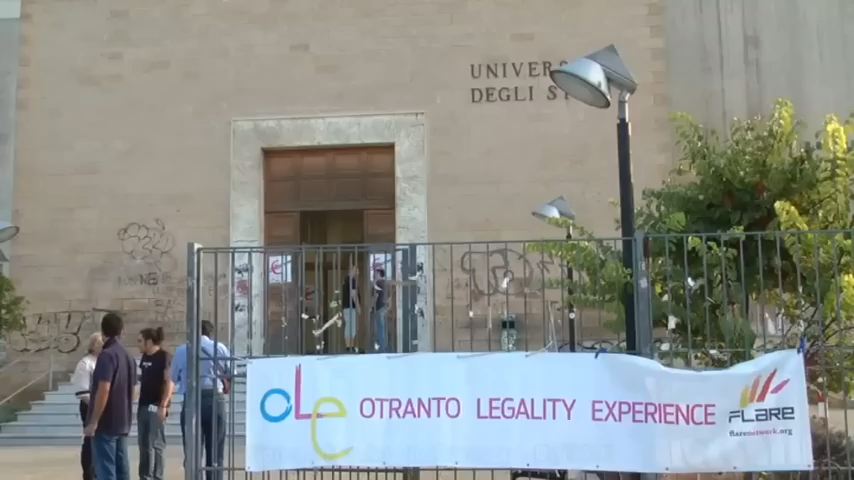 UNIVERS
DEGLI S
OLe OTRANTO LEGALITY EXPERIENCE
FLARE
flarenetwork.org